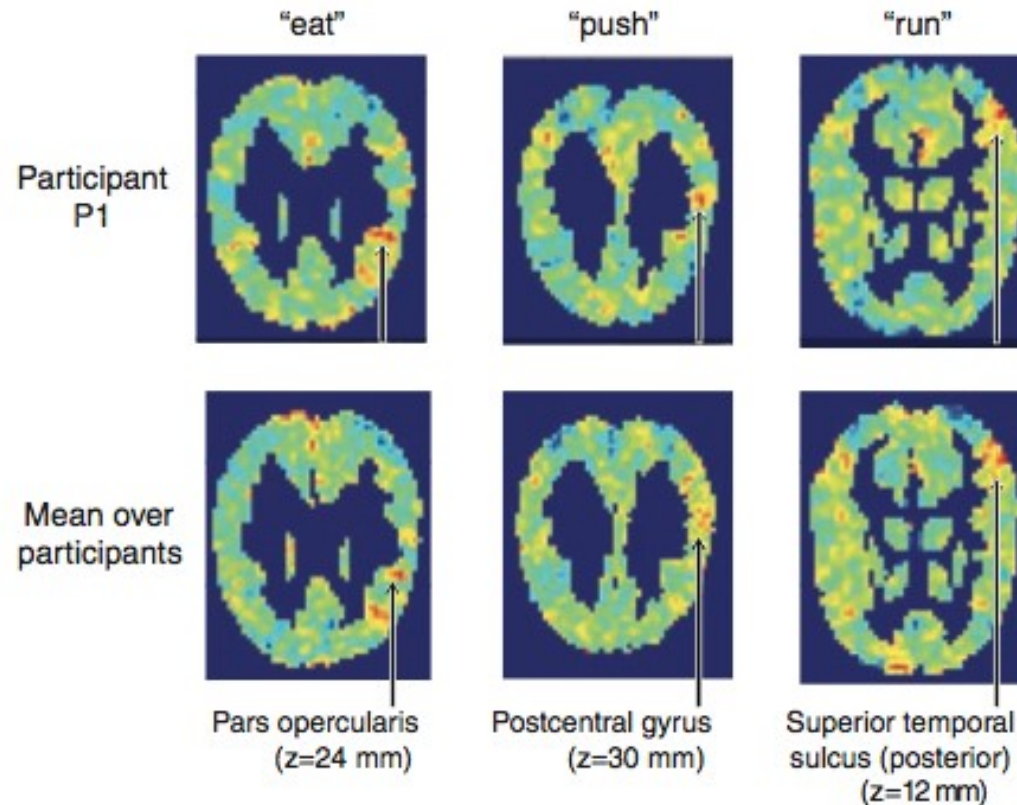 “eat” “push” “run”
Participant
P1
Mean over
participants
Pars opercularis
(z=24 mm)
Postcentral gyrus
(z=30 mm)
Superior temporal
sulcus (posterior)
(z=12 mm)